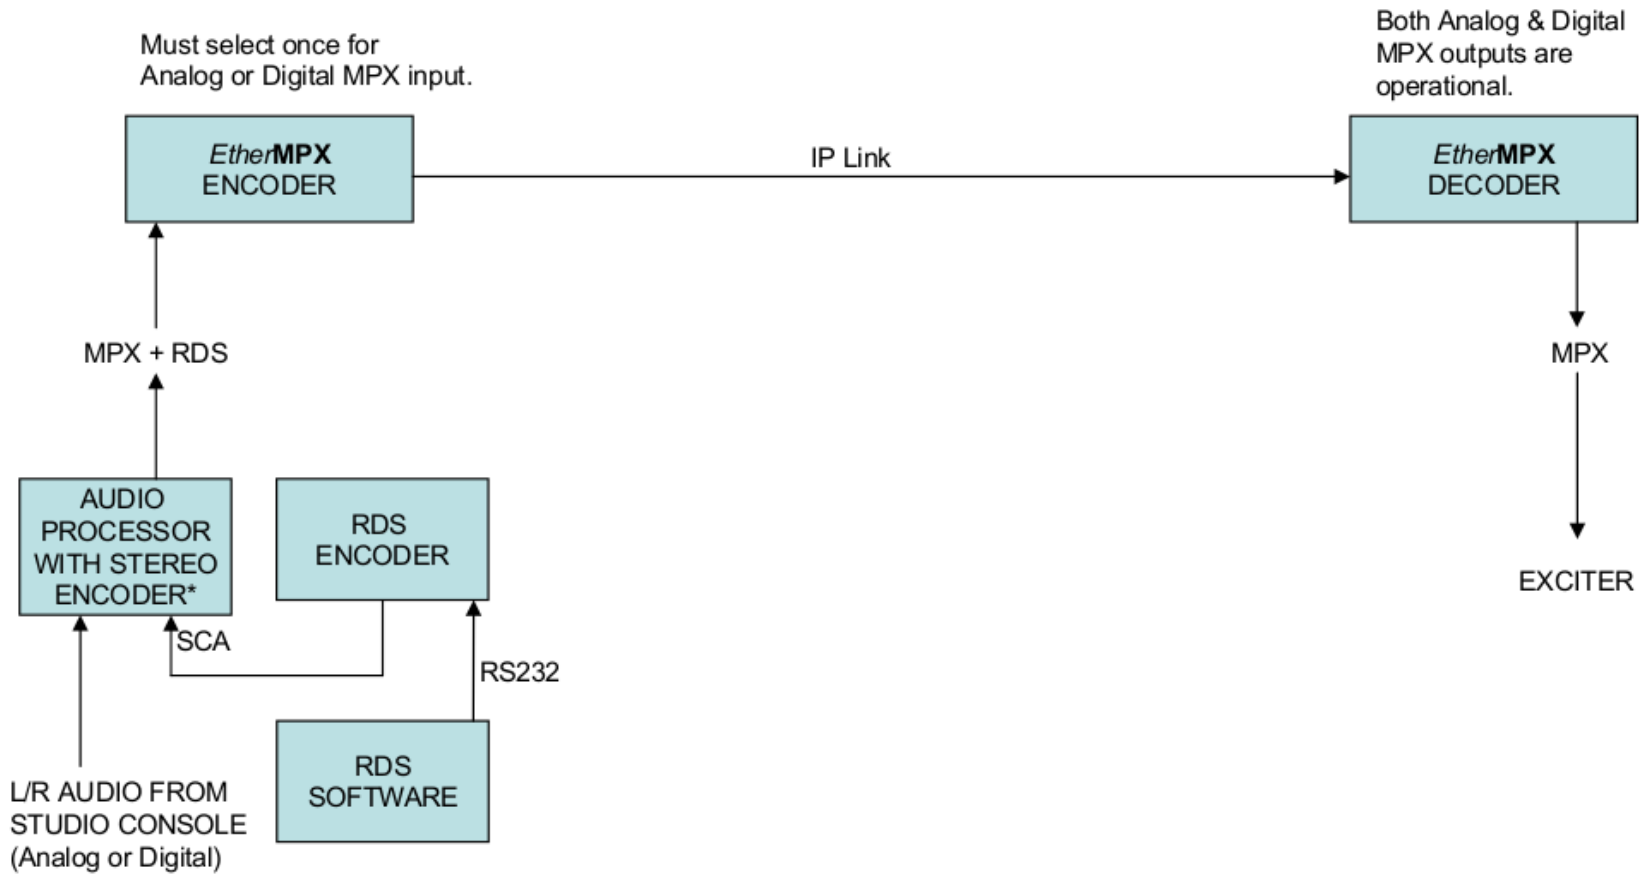 Must select once for
Analog or Digital MPX input.
Both Analog & Digital
MPX outputs are
operational.
EtherMPX
ENCODER
IP Link
EtherMPX
DECODER
MPX + RDS
MPX
AUDIO
PROCESSOR
WITH STEREO
ENCODER*
RDS
ENCODER
EXCITER
SCA
RS232
RDS
SOFTWARE
L/R AUDIO FROM
STUDIO CONSOLE
(Analog or Digital)